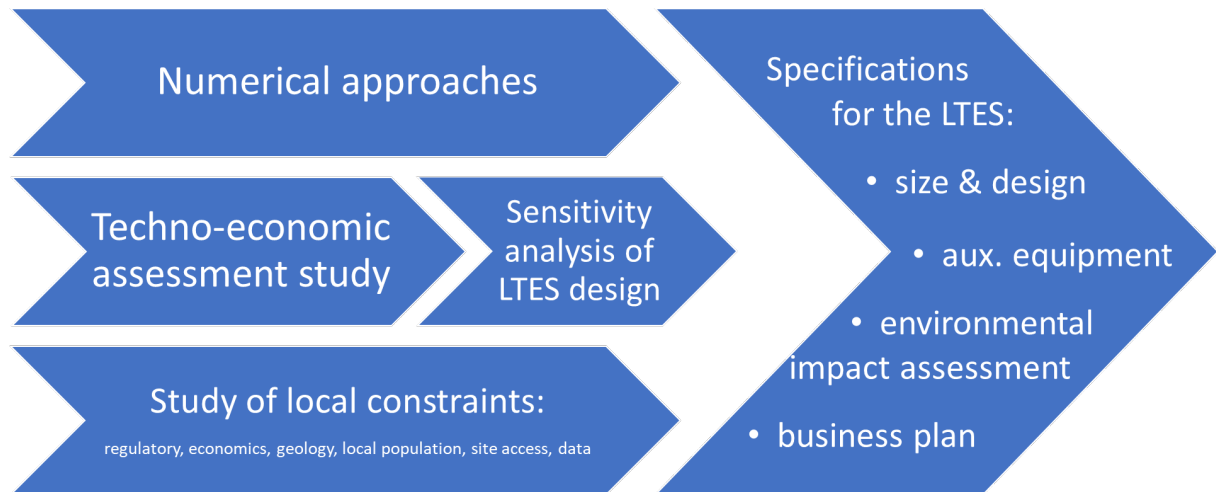 Numerical approaches
Techno-economic
assessment study
Sensitivity
analysis of
LTES design
Study of local constraints:
regulatory, economics, geology, local population, site access, data
Specifications
for the LTES:
• size & design
• aux. equipment
• environmental
impact assessment
• business plan